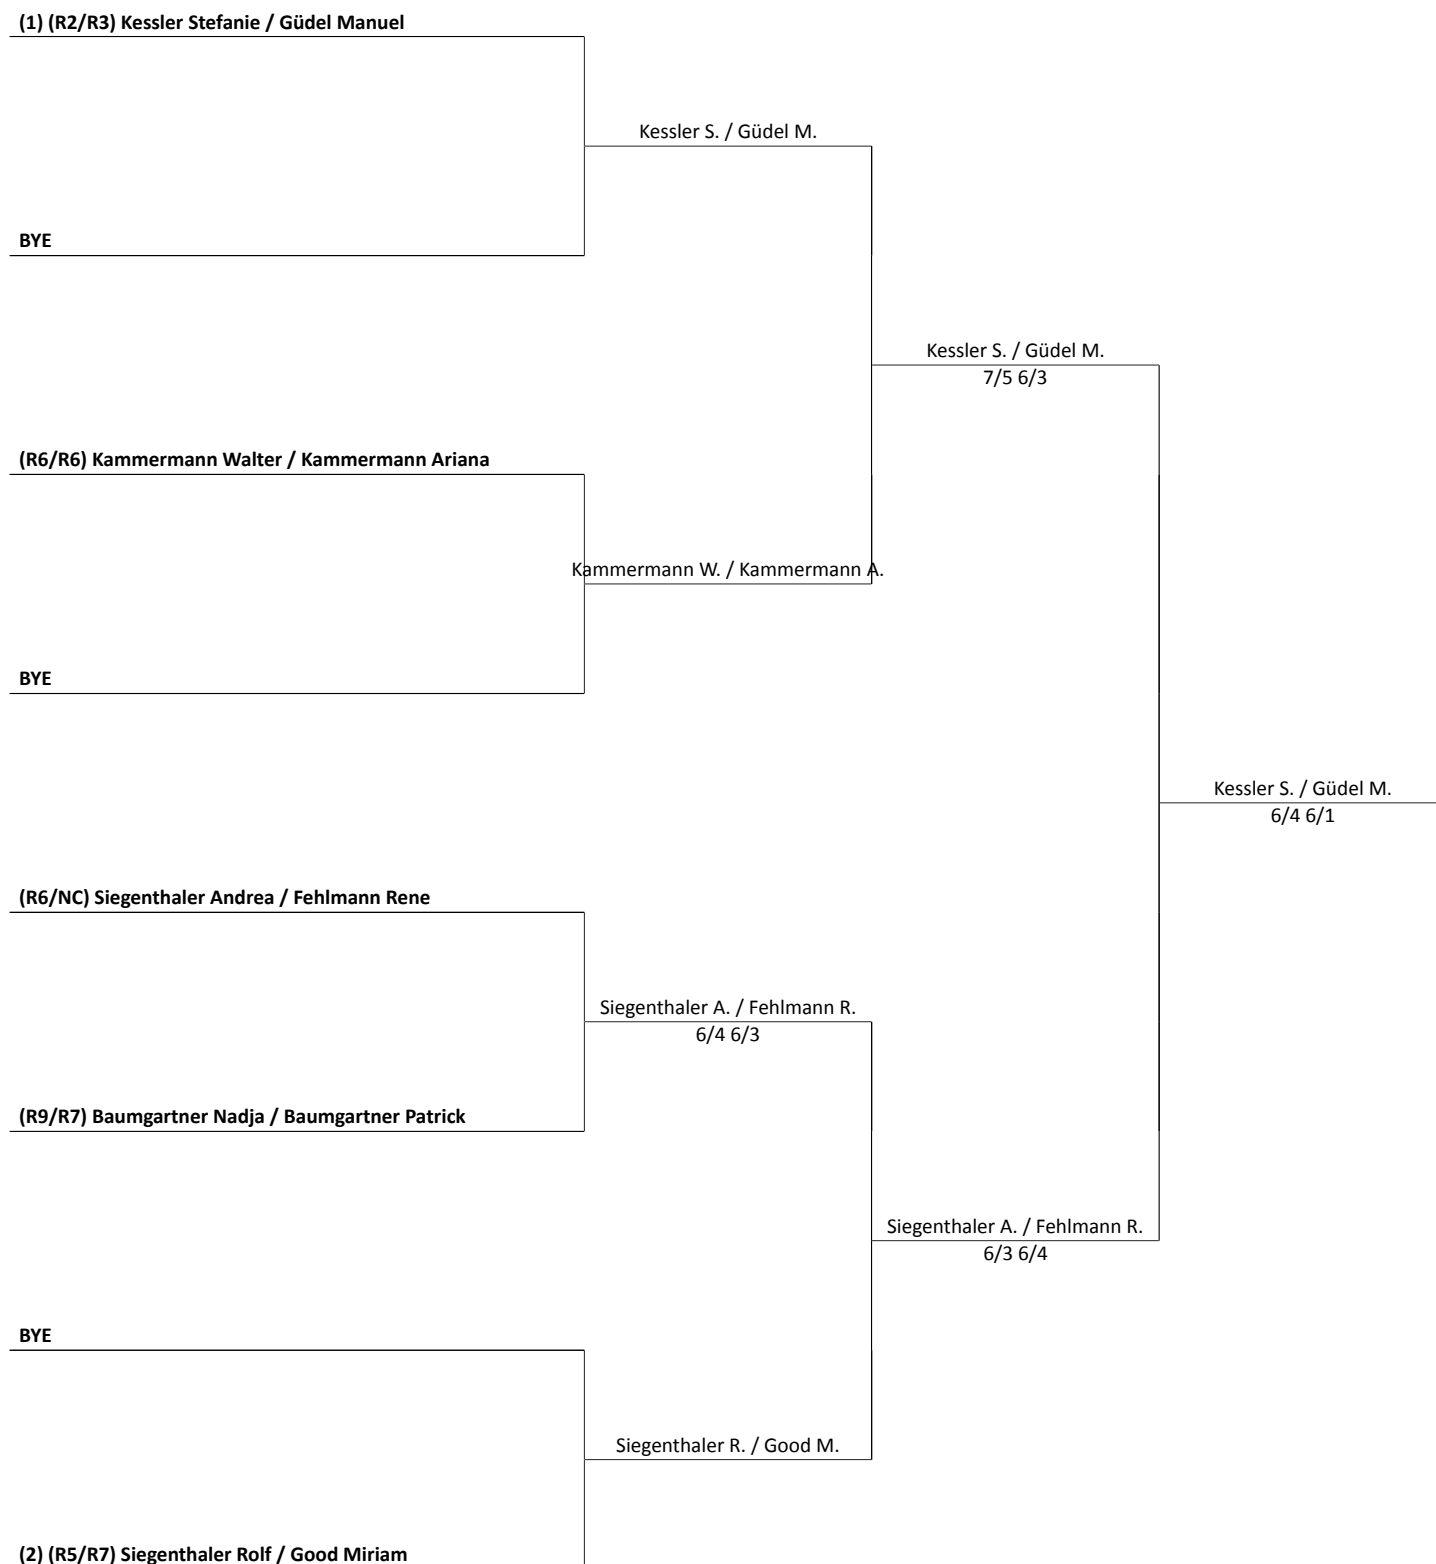 (1) (R2/R3) Kessler Stefanie / Güdel Manuel
Kessler S. / Güdel M.
BYE
Kessler S. / Güdel M.
7/5 6/3
(R6/R6) Kammermann Walter / Kammermann Ariana
Kammermann W. / Kammermann A.
BYE
Kessler S. / Güdel M.
6/4 6/1
(R6/NC) Siegenthaler Andrea / Fehlmann Rene
Siegenthaler A. / Fehlmann R.
6/4 6/3
(R9/R7) Baumgartner Nadja / Baumgartner Patrick
Siegenthaler A. / Fehlmann R.
6/3 6/4
BYE
Siegenthaler R. / Good M.
(2) (R5/R7) Siegenthaler Rolf / Good Miriam